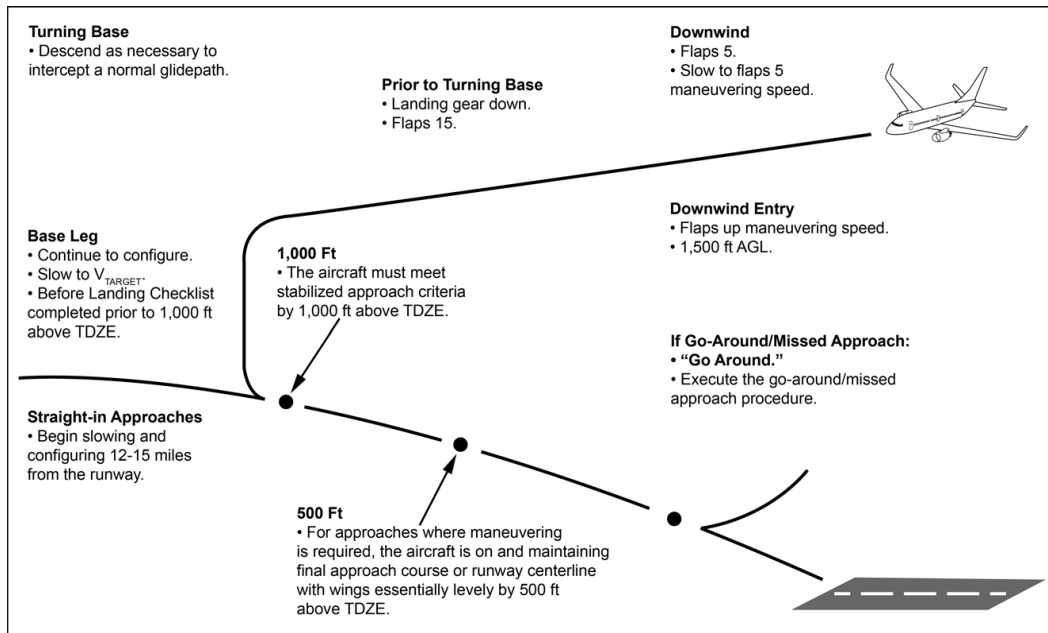 Turning Base
• Descend as necessary to
intercept a normal glidepath.
Prior to Turning Base
• Landing gear down.
• Flaps 15.
Downwind
• Flaps 5.
• Slow to flaps 5
maneuvering speed.
Downwind Entry
• Flaps up maneuvering speed.
• 1,500 ft AGL.
Base Leg
• Continue to configure.
• Slow to VTARGET.
• Before Landing Checklist
completed prior to 1,000 ft
above TDZE.
1,000 Ft
• The aircraft must meet
stabilized approach criteria
by 1,000 ft above TDZE.
If Go-Around/Missed Approach:
• “Go Around.”
• Execute the go-around/missed
approach procedure.
Straight-in Approaches
• Begin slowing and
configuring 12-15 miles
from the runway.
500 Ft
• For approaches where maneuvering
is required, the aircraft is on and maintaining
final approach course or runway centerline
with wings essentially levely by 500 ft
above TDZE.